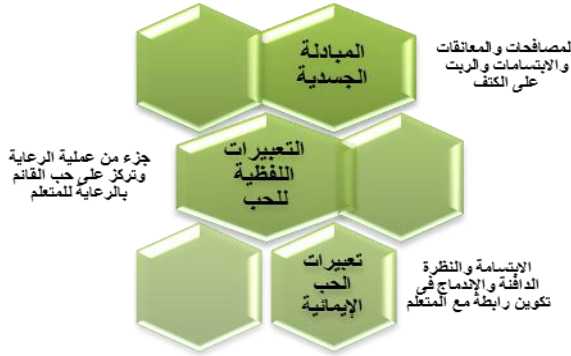 المبادلة
الجسدية
لمصافحات والمعانقات
والابتسامات والربت
على الكتف
التعبيرات
اللفظية
للحب
جزء من عملية الرعاية
وتركز على حب القائم
بالرعاية للمتعلم
تعبيرات
الحب
الإيمائية
الابتسامة والنظرة
الدافئة والإندماج في
تكوين رابطة مع المتعلم